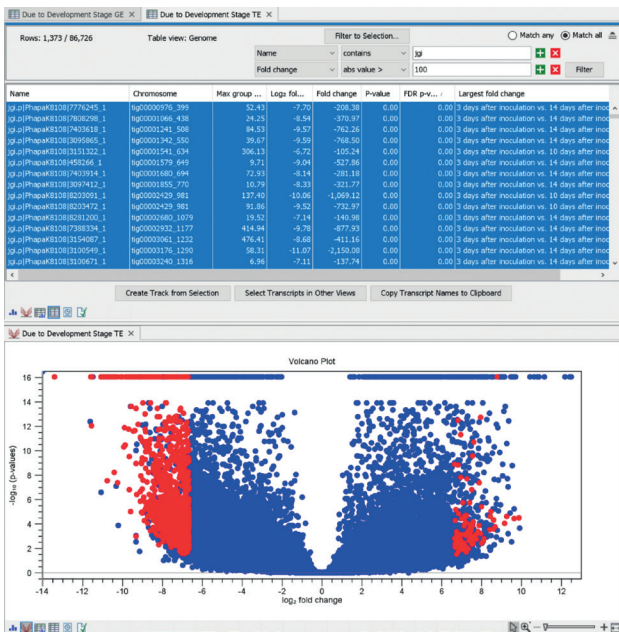 Due to Development Stage GE × Due to Development Stage TE ×
Rows: 1,373 / 86,726 Table view: Genome Filter to Selection... Match any Match all
Name contains jgi
Fold change abs value > 100 Filter
Name Chromosome Max group ... Log₂ fol... Fold change P-value FDR p-v... Largest fold change
jgi.p|PhapaK8108|7776245_1 tig00000976_399 52.43 -7.70 -208.38 0.00 0.00 3 days after inoculation vs. 14 days after inoc
jgi.p|PhapaK8108|7808298_1 tig00001066_438 24.25 -8.54 -370.97 0.00 0.00 3 days after inoculation vs. 14 days after inoc
jgi.p|PhapaK8108|7403618_1 tig00001241_508 84.53 -9.57 -762.26 0.00 0.00 3 days after inoculation vs. 14 days after inoc
jgi.p|PhapaK8108|3095865_1 tig00001342_550 39.67 -9.59 -768.50 0.00 0.00 3 days after inoculation vs. 14 days after inoc
jgi.p|PhapaK8108|3151322_1 tig00001541_634 306.13 -6.72 -105.24 0.00 0.00 3 days after inoculation vs. 10 days after inoc
jgi.p|PhapaK8108|458266_1 tig00001579_649 9.71 -9.04 -527.86 0.00 0.00 3 days after inoculation vs. 14 days after inoc
jgi.p|PhapaK8108|7403914_1 tig00001680_694 72.93 -8.14 -281.18 0.00 0.00 3 days after inoculation vs. 14 days after inoc
jgi.p|PhapaK8108|3097412_1 tig00001855_770 10.79 -8.33 -321.77 0.00 0.00 3 days after inoculation vs. 14 days after inoc
jgi.p|PhapaK8108|8203091_1 tig00002429_981 137.40 -10.06 -1,069.12 0.00 0.00 3 days after inoculation vs. 10 days after inoc
jgi.p|PhapaK8108|8203472_1 tig00002429_981 91.86 -9.52 -732.97 0.00 0.00 3 days after inoculation vs. 10 days after inoc
jgi.p|PhapaK8108|8281200_1 tig00002680_1079 19.52 -7.14 -140.98 0.00 0.00 3 days after inoculation vs. 14 days after inoc
jgi.p|PhapaK8108|7388334_1 tig00002932_1177 414.94 -9.78 -877.93 0.00 0.00 3 days after inoculation vs. 14 days after inoc
jgi.p|PhapaK8108|3154087_1 tig00003061_1232 476.41 -8.68 -411.16 0.00 0.00 3 days after inoculation vs. 14 days after inoc
jgi.p|PhapaK8108|3100549_1 tig00003176_1290 58.31 -11.07 -2,150.08 0.00 0.00 3 days after inoculation vs. 14 days after inoc
jgi.p|PhapaK8108|3100671_1 tig00003240_1316 6.96 -7.11 -137.74 0.00 0.00 3 days after inoculation vs. 14 days after inoc
Create Track from Selection Select Transcripts in Other Views Copy Transcript Names to Clipboard
Due to Development Stage TE ×
Volcano Plot
16
14
12
10
8
6
4
2
0
-log₁₀ (p-values)
-14 -12 -10 -8 -6 -4 -2 0 2 4 6 8 10 12
log₂ fold change